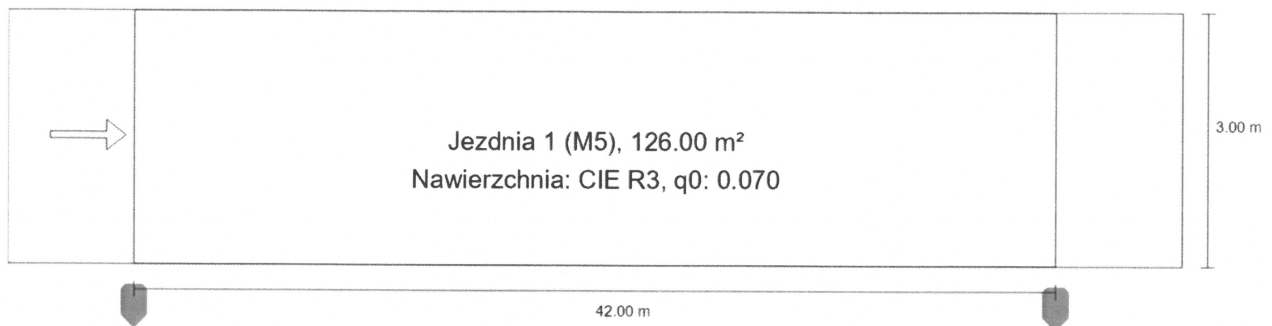 Jezdnia 1 (M5), 126.00 m²
Nawierzchnia: CIE R3, q0: 0.070
3.00 m
42.00 m